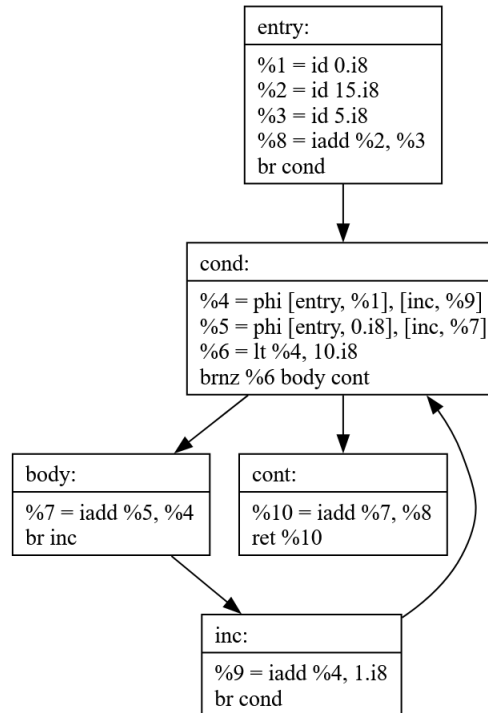 entry:
%1 = id 0.i8
%2 = id 15.i8
%3 = id 5.i8
%8 = iadd %2, %3
br cond
cond:
%4 = phi [entry, %1], [inc, %9]
%5 = phi [entry, 0.i8], [inc, %7]
%6 = lt %4, 10.i8
brnz %6 body cont
body:
%7 = iadd %5, %4
br inc
cont:
%10 = iadd %7, %8
ret %10
inc:
%9 = iadd %4, 1.i8
br cond